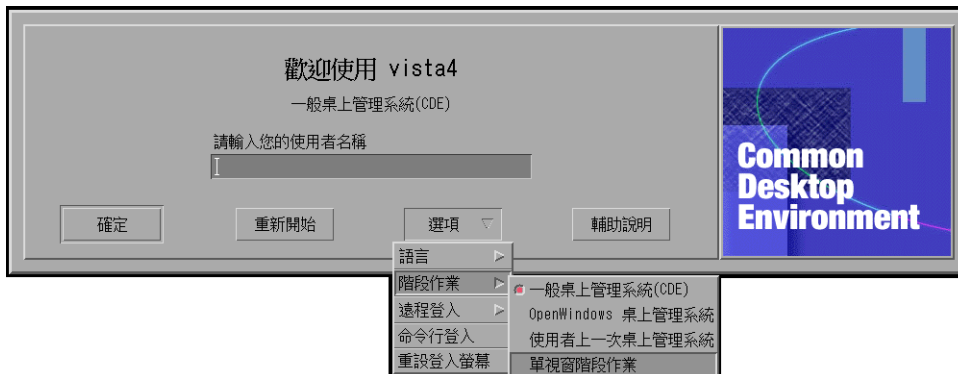 歡迎使用 vista4
一般桌上管理系統(CDE)
請輸入您的使用者名稱
確定
重新開始
選項
輔助說明
Common
Desktop
Environment
語言
階段作業
遠程登入
命令行登入
重設登入螢幕
一般桌上管理系統(CDE)
OpenWindows 桌上管理系統
使用者上一次桌上管理系統
單視窗階段作業